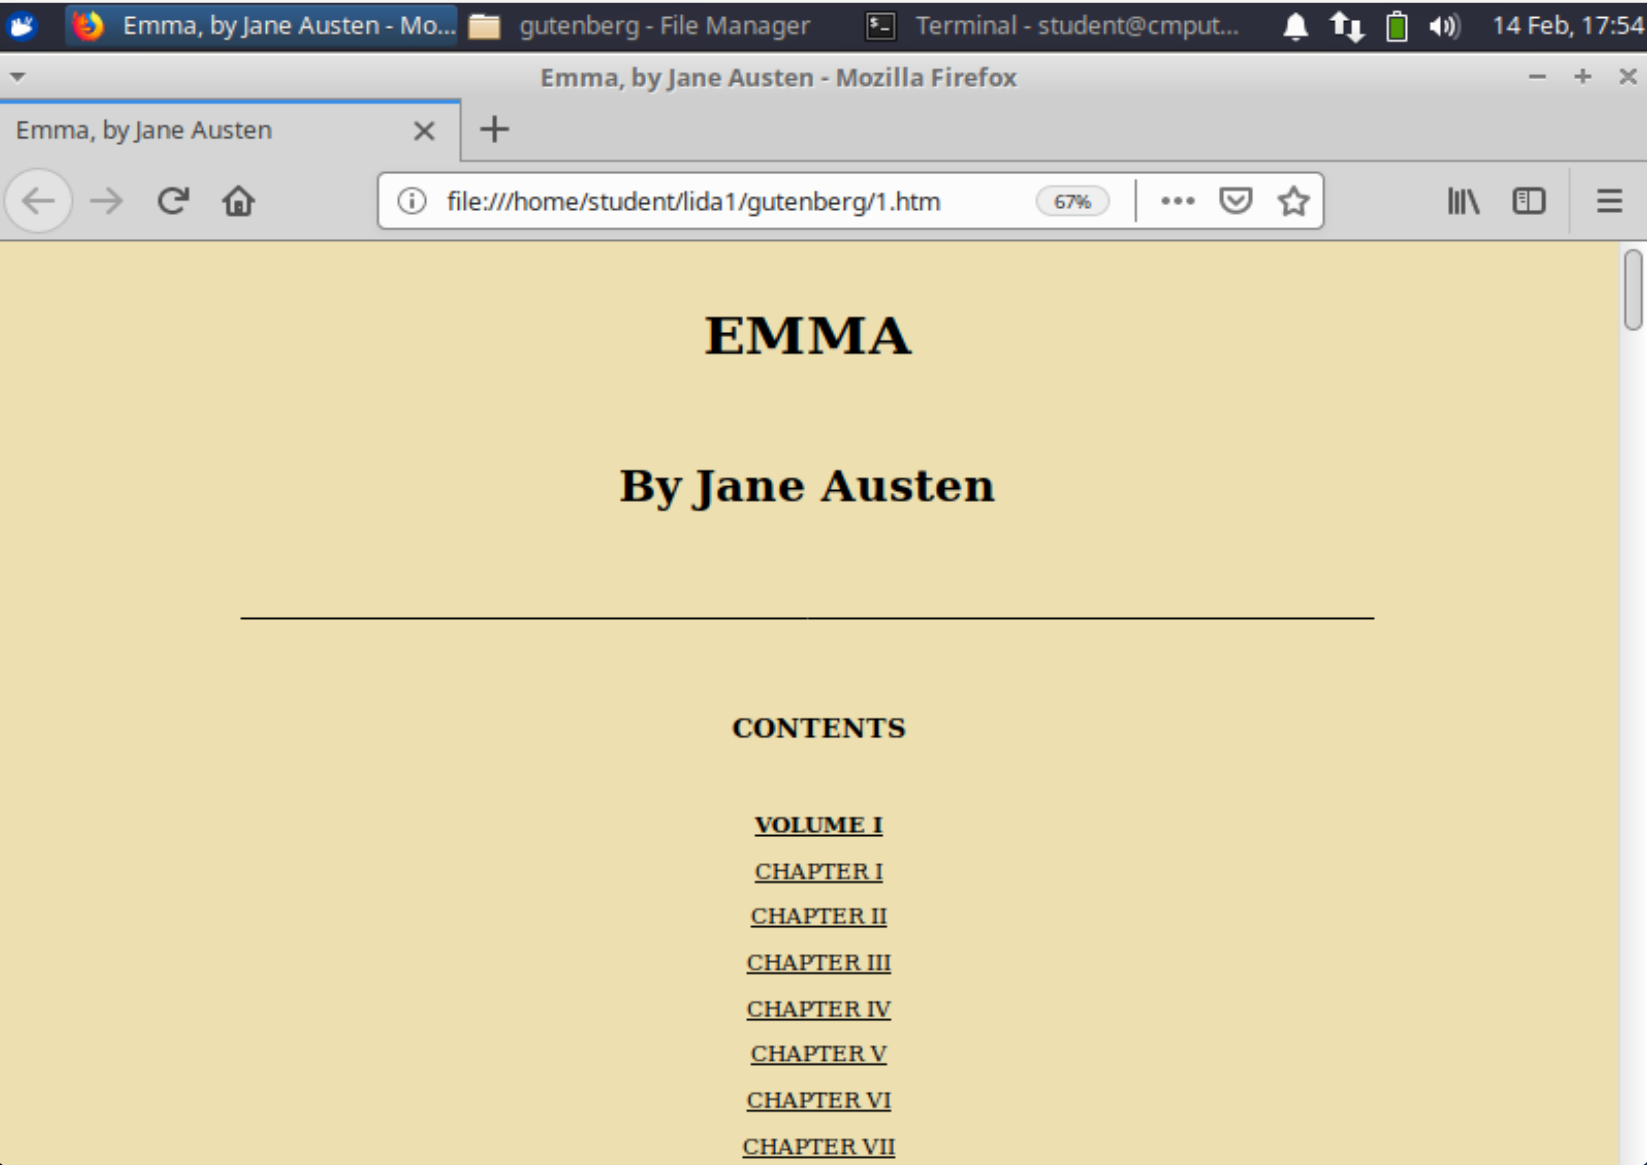 Emma, by Jane Austen - Mo... gutenberg - File Manager Terminal - student@cmput... 14 Feb, 17:54
Emma, by Jane Austen - Mozilla Firefox
Emma, by Jane Austen
file:///home/student/lida1/gutenberg/1.htm 67%
EMMA
By Jane Austen
CONTENTS
VOLUME I
CHAPTER I
CHAPTER II
CHAPTER III
CHAPTER IV
CHAPTER V
CHAPTER VI
CHAPTER VII